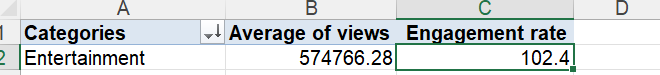 A B C D
1 Categories Average of views Engagement rate
2 Entertainment 574766.28 102.4